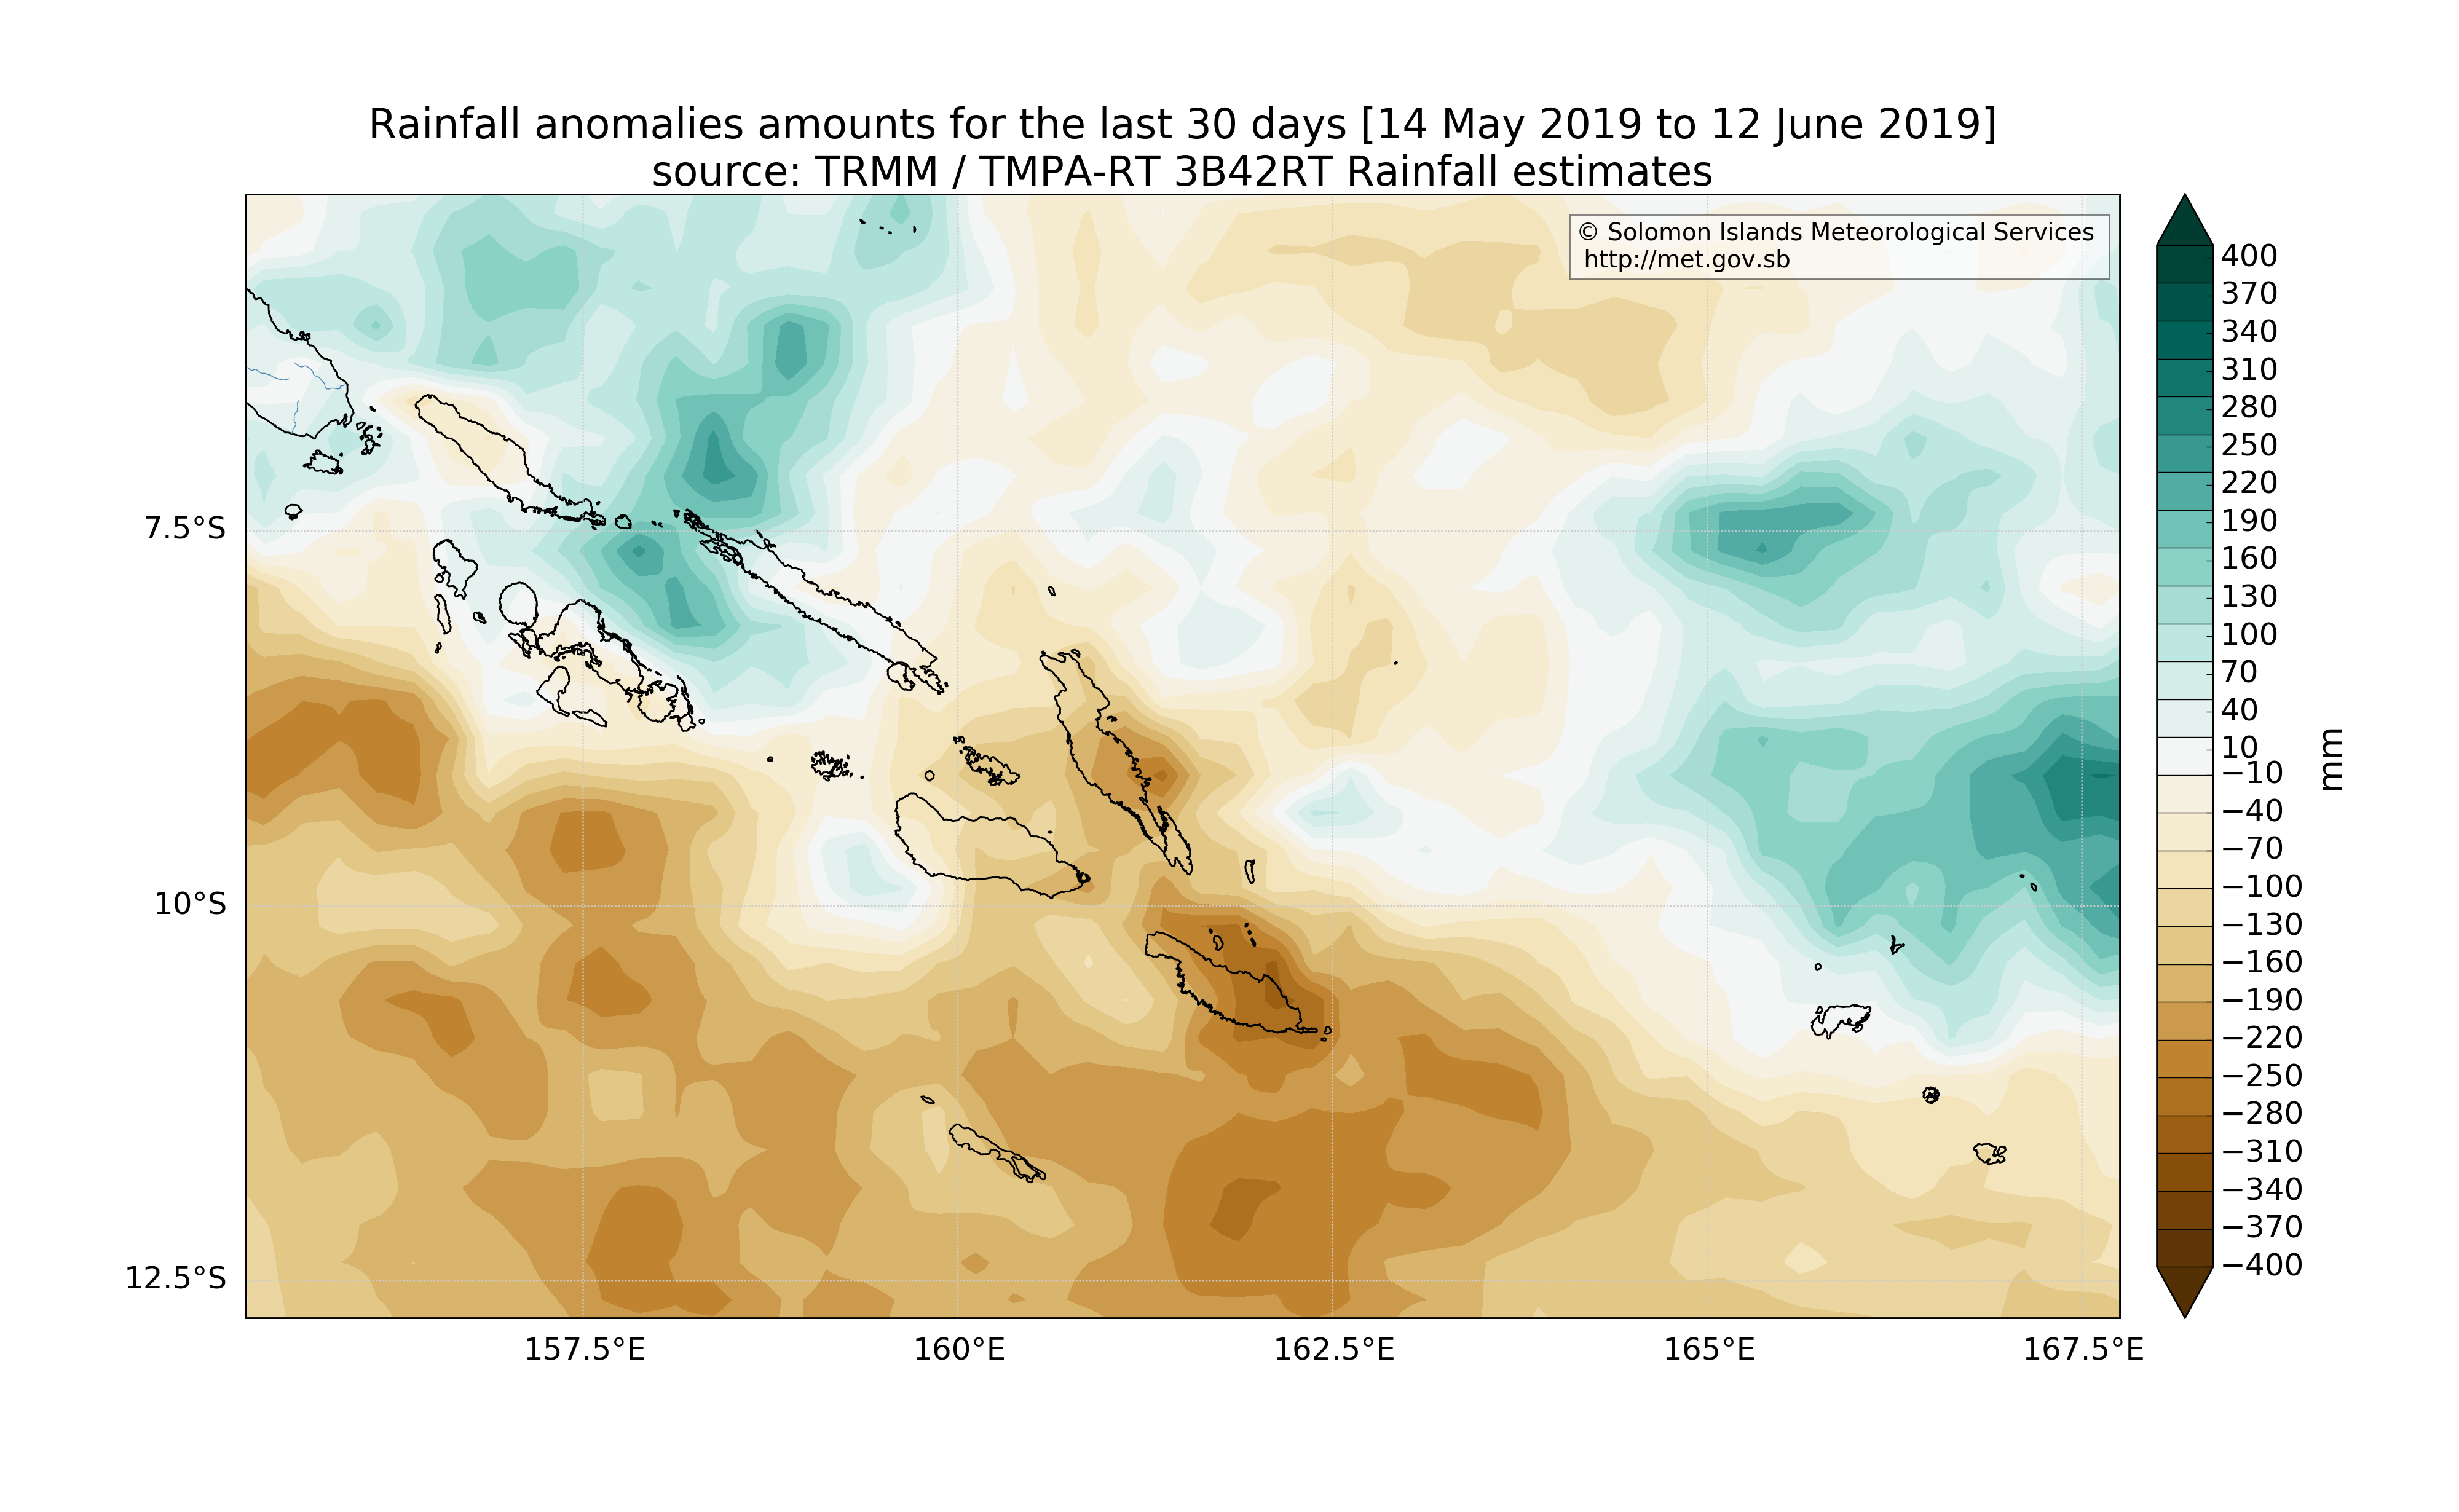 Rainfall anomalies amounts for the last 30 days [14 May 2019 to 12 June 2019]
source: TRMM / TMPA-RT 3B42RT Rainfall estimates
© Solomon Islands Meteorological Services
http://met.gov.sb
7.5°S
10°S
12.5°S
157.5°E
160°E
162.5°E
165°E
167.5°E
400
370
340
310
280
250
220
190
160
130
100
70
40
10
−10
−40
−70
−100
−130
−160
−190
−220
−250
−280
−310
−340
−370
−400
mm